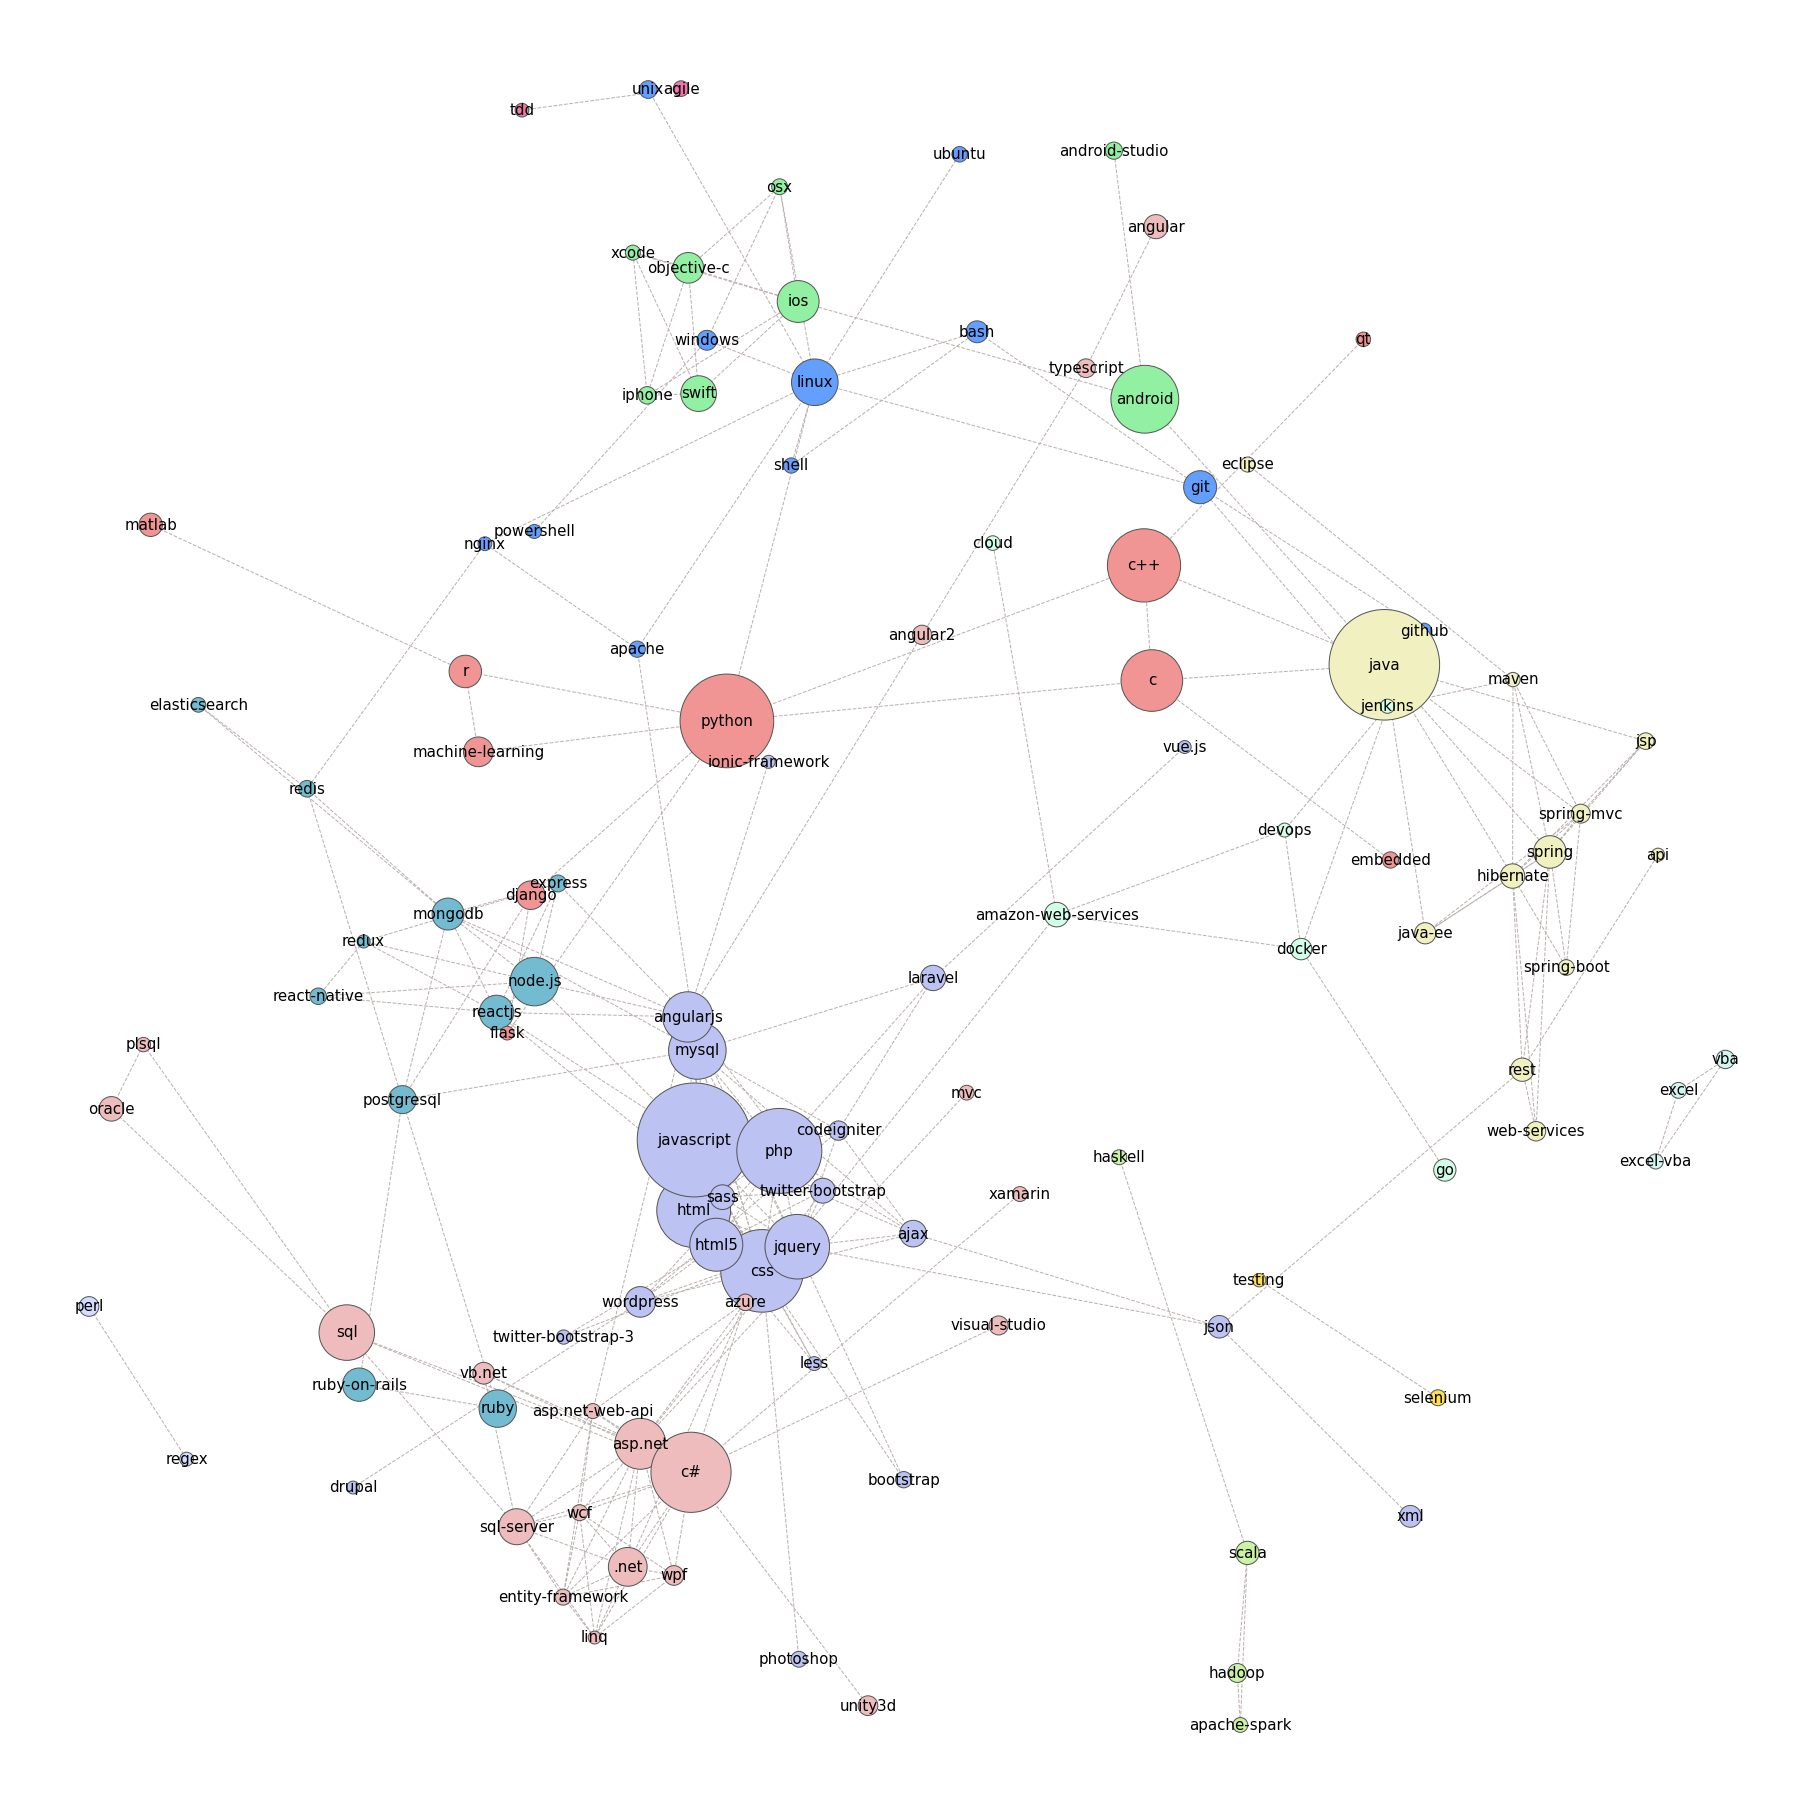 unix
agile
tdd
ubuntu
android-studio
osx
angular
xcode
objective-c
ios
bash
windows
qt
typescript
linux
iphone
swift
android
shell
eclipse
git
matlab
powershell
nginx
cloud
c++
github
angular2
apache
java
r
c
maven
elasticsearch
jenkins
python
jsp
vue.js
machine-learning
ionic-framework
redis
spring-mvc
devops
spring
api
embedded
hibernate
express
django
mongodb
amazon-web-services
java-ee
redux
docker
spring-boot
laravel
node.js
react-native
reactjs
angularjs
flask
plsql
mysql
vba
rest
excel
mvc
postgresql
oracle
codeigniter
web-services
javascript
php
haskell
excel-vba
go
twitter-bootstrap
xamarin
sass
html
ajax
html5
jquery
css
testing
wordpress
azure
perl
visual-studio
json
sql
twitter-bootstrap-3
less
vb.net
ruby-on-rails
selenium
ruby
asp.net-web-api
asp.net
regex
c#
bootstrap
drupal
wcf
xml
sql-server
scala
.net
wpf
entity-framework
linq
photoshop
hadoop
unity3d
apache-spark